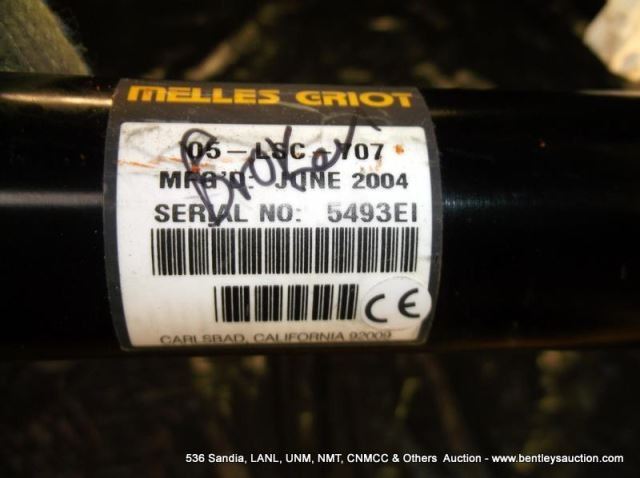 MELLES GRIOT
05-LSC-707
Broken
MFG'D: JUNE 2004
SERIAL NO: 5493EI
CE
CARLSBAD, CALIFORNIA 92009
536 Sandia, LANL, UNM, NMT, CNMCC & Others Auction - www.bentleysauction.com